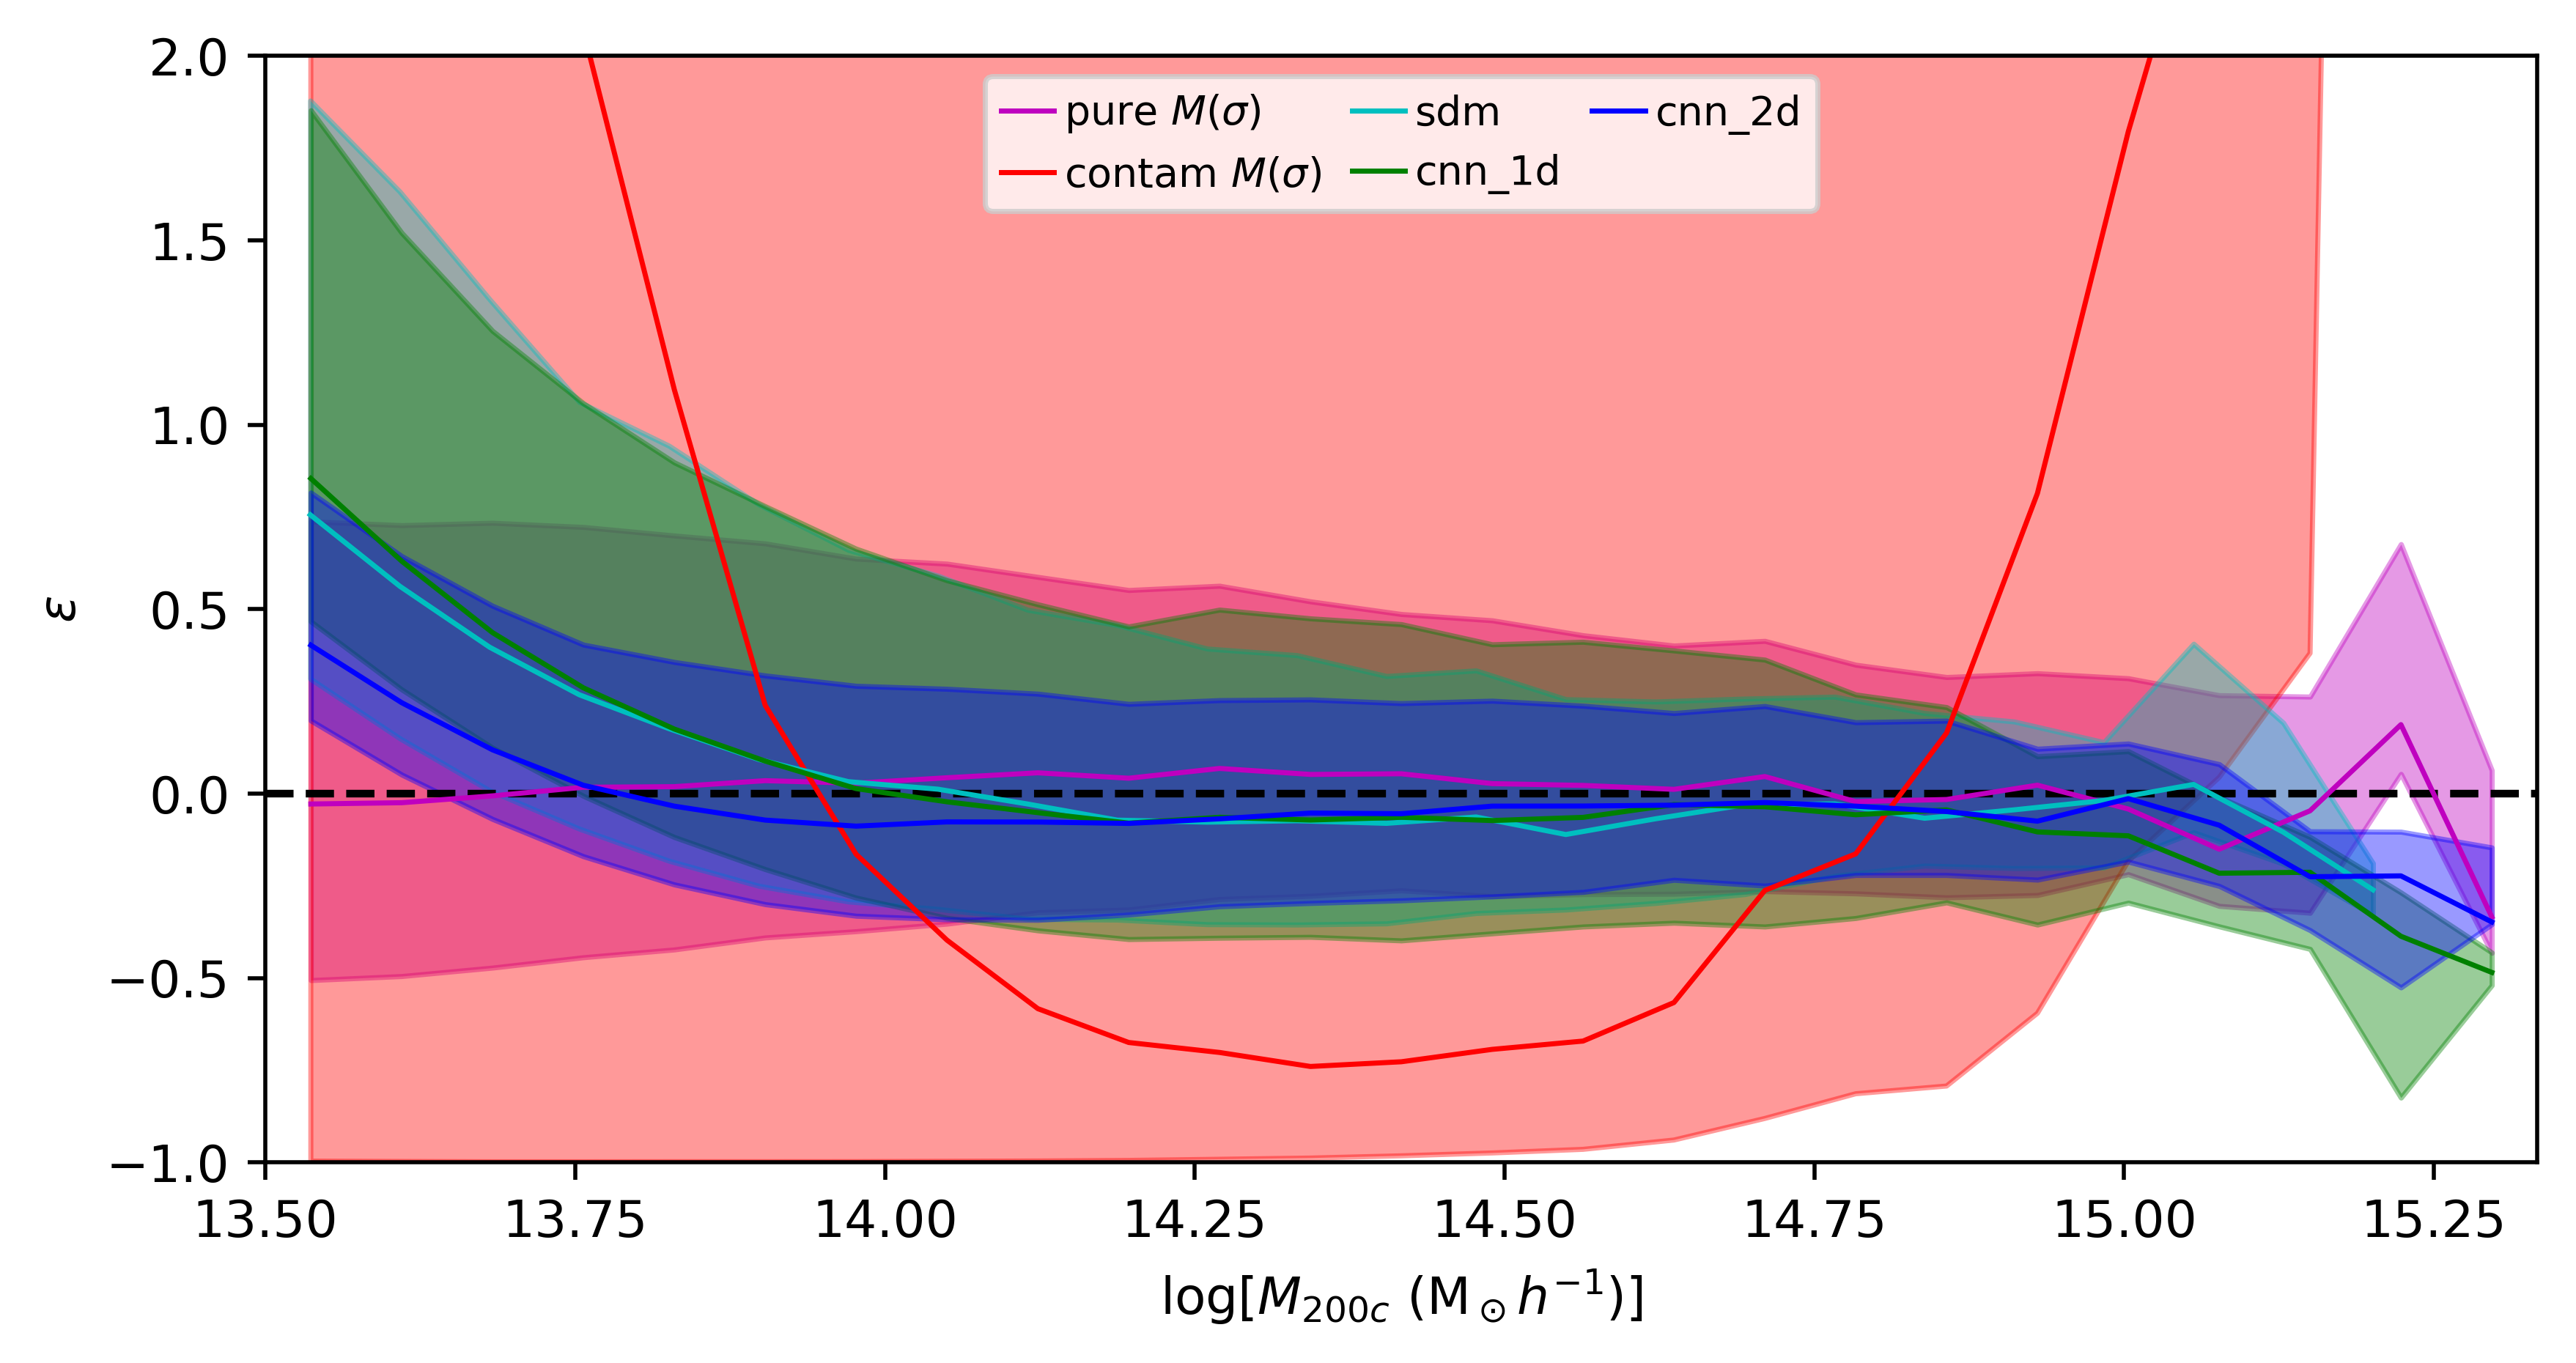 2.0
1.5
1.0
0.5
0.0
−0.5
−1.0
ε
pure M(σ)
contam M(σ)
sdm
cnn_1d
cnn_2d
13.50 13.75 14.00 14.25 14.50 14.75 15.00 15.25
log[M₂₀₀c (M⊙h⁻¹)]